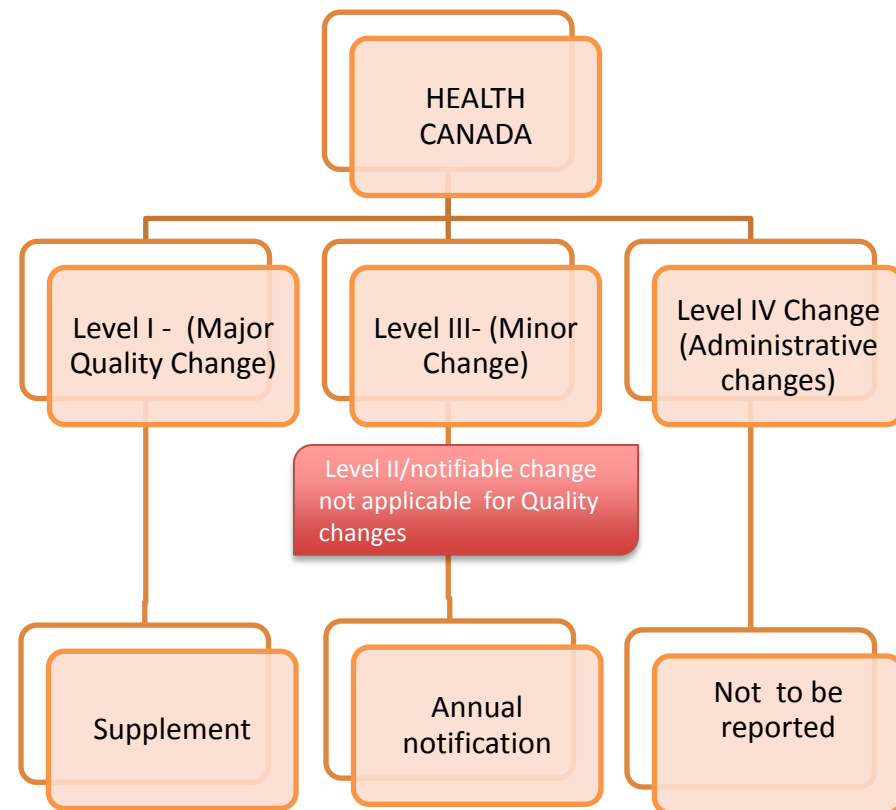 HEALTH
CANADA
Level I -  (Major
Quality Change)
Level III- (Minor
Change)
Level IV Change
(Administrative
changes)
Level II/notifiable change
not applicable  for Quality
changes
Supplement
Annual
notification
Not  to be
reported